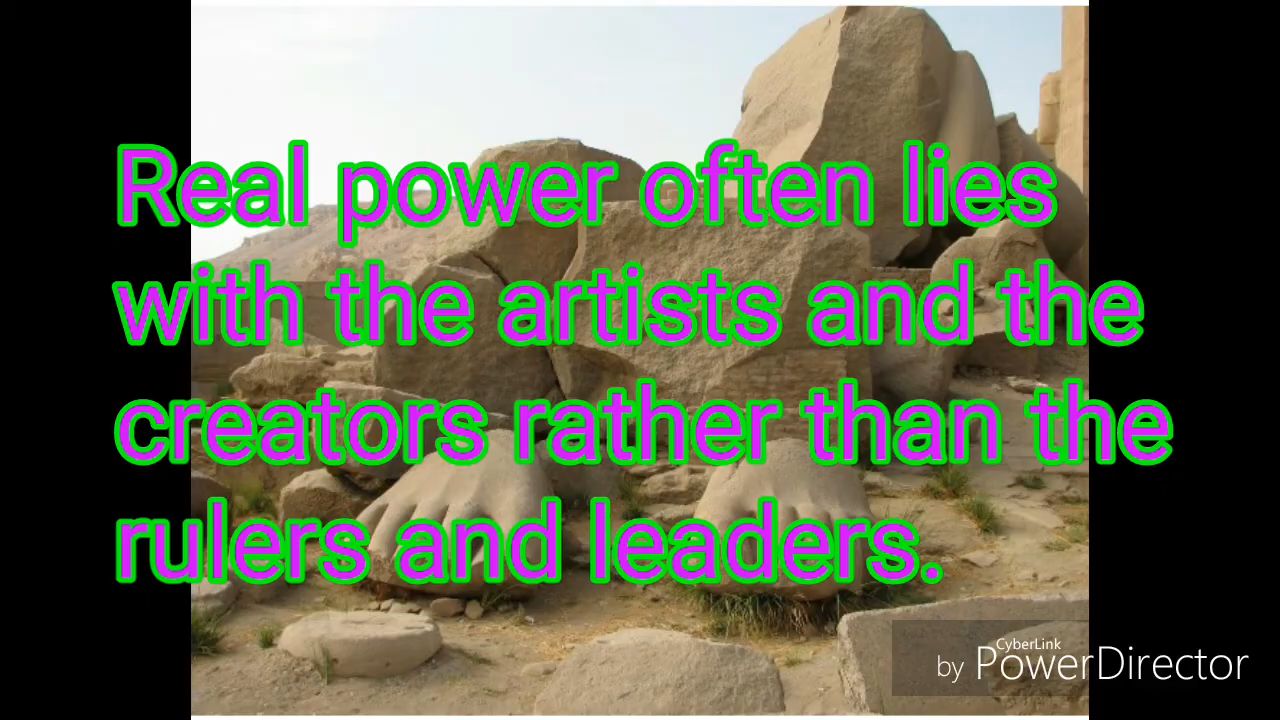 Real power often lies
with the artists and the
creators rather than the
rulers and leaders.
CyberLink
by PowerDirector